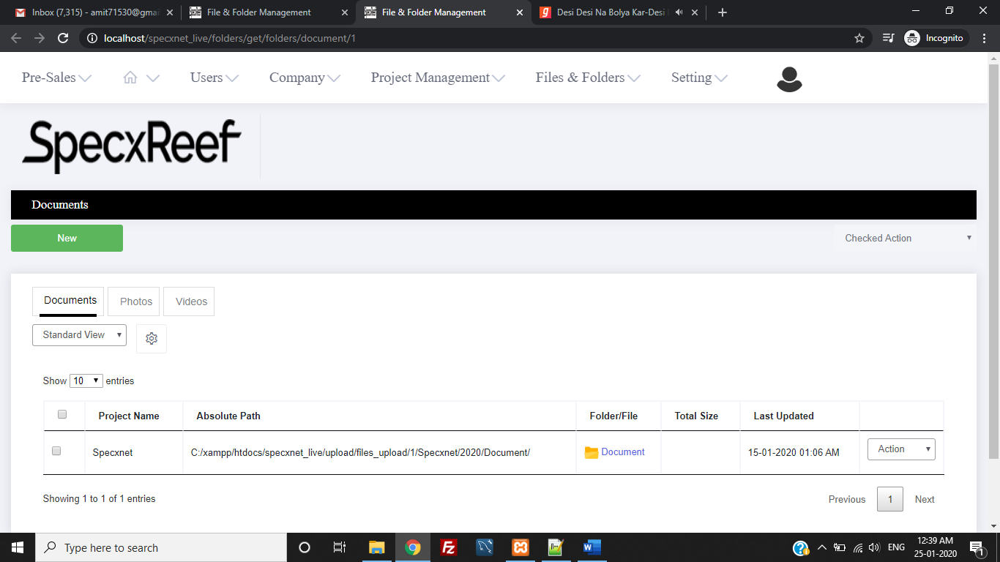 Inbox (7,315) - amit71530@gmai
File & Folder Management
File & Folder Management
Desi Desi Na Bolya Kar-Desi
localhost/specxnet_live/folders/get/folders/document/1
Incognito
Pre-Sales
Users
Company
Project Management
Files & Folders
Setting
SpecxReef
Documents
New
Checked Action
Documents
Photos
Videos
Standard View
Show 10 entries
Project Name
Absolute Path
Folder/File
Total Size
Last Updated
Specxnet
C:/xampp/htdocs/specxnet_live/upload/files_upload/1/Specxnet/2020/Document/
Document
15-01-2020 01:06 AM
Action
Showing 1 to 1 of 1 entries
Previous
1
Next
Type here to search
ENG
12:39 AM
25-01-2020
1